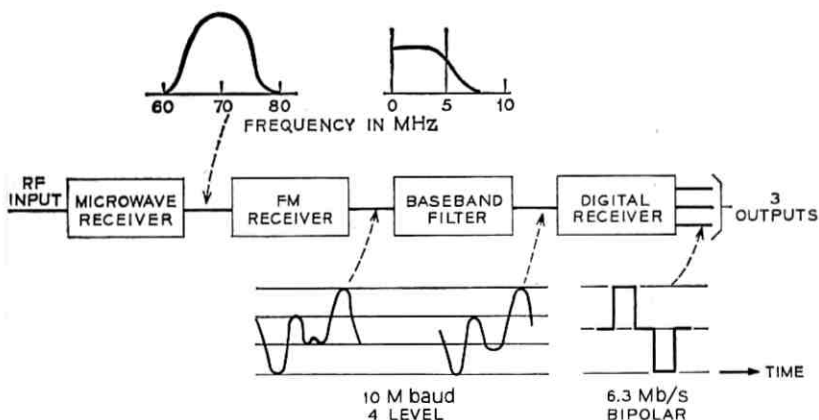 60 70 80
0 5 10
FREQUENCY IN MHz
RF
INPUT
MICROWAVE
RECEIVER
FM
RECEIVER
BASEBAND
FILTER
DIGITAL
RECEIVER
3
OUTPUTS
TIME
10 M baud
4 LEVEL
6.3 Mb/s
BIPOLAR